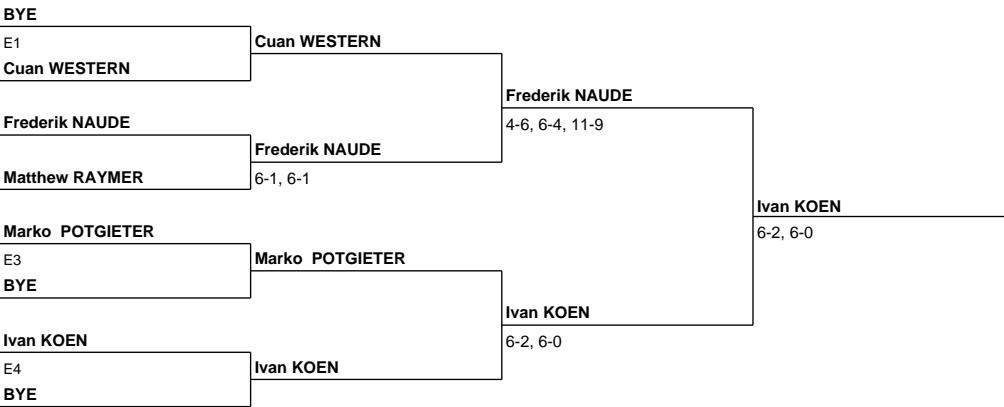 BYE
E1
Cuan WESTERN
Cuan WESTERN
Frederik NAUDE
4-6, 6-4, 11-9
Frederik NAUDE
Frederik NAUDE
6-1, 6-1
Matthew RAYMER
Ivan KOEN
6-2, 6-0
Marko POTGIETER
E3
Marko POTGIETER
BYE
Ivan KOEN
6-2, 6-0
Ivan KOEN
E4
Ivan KOEN
BYE